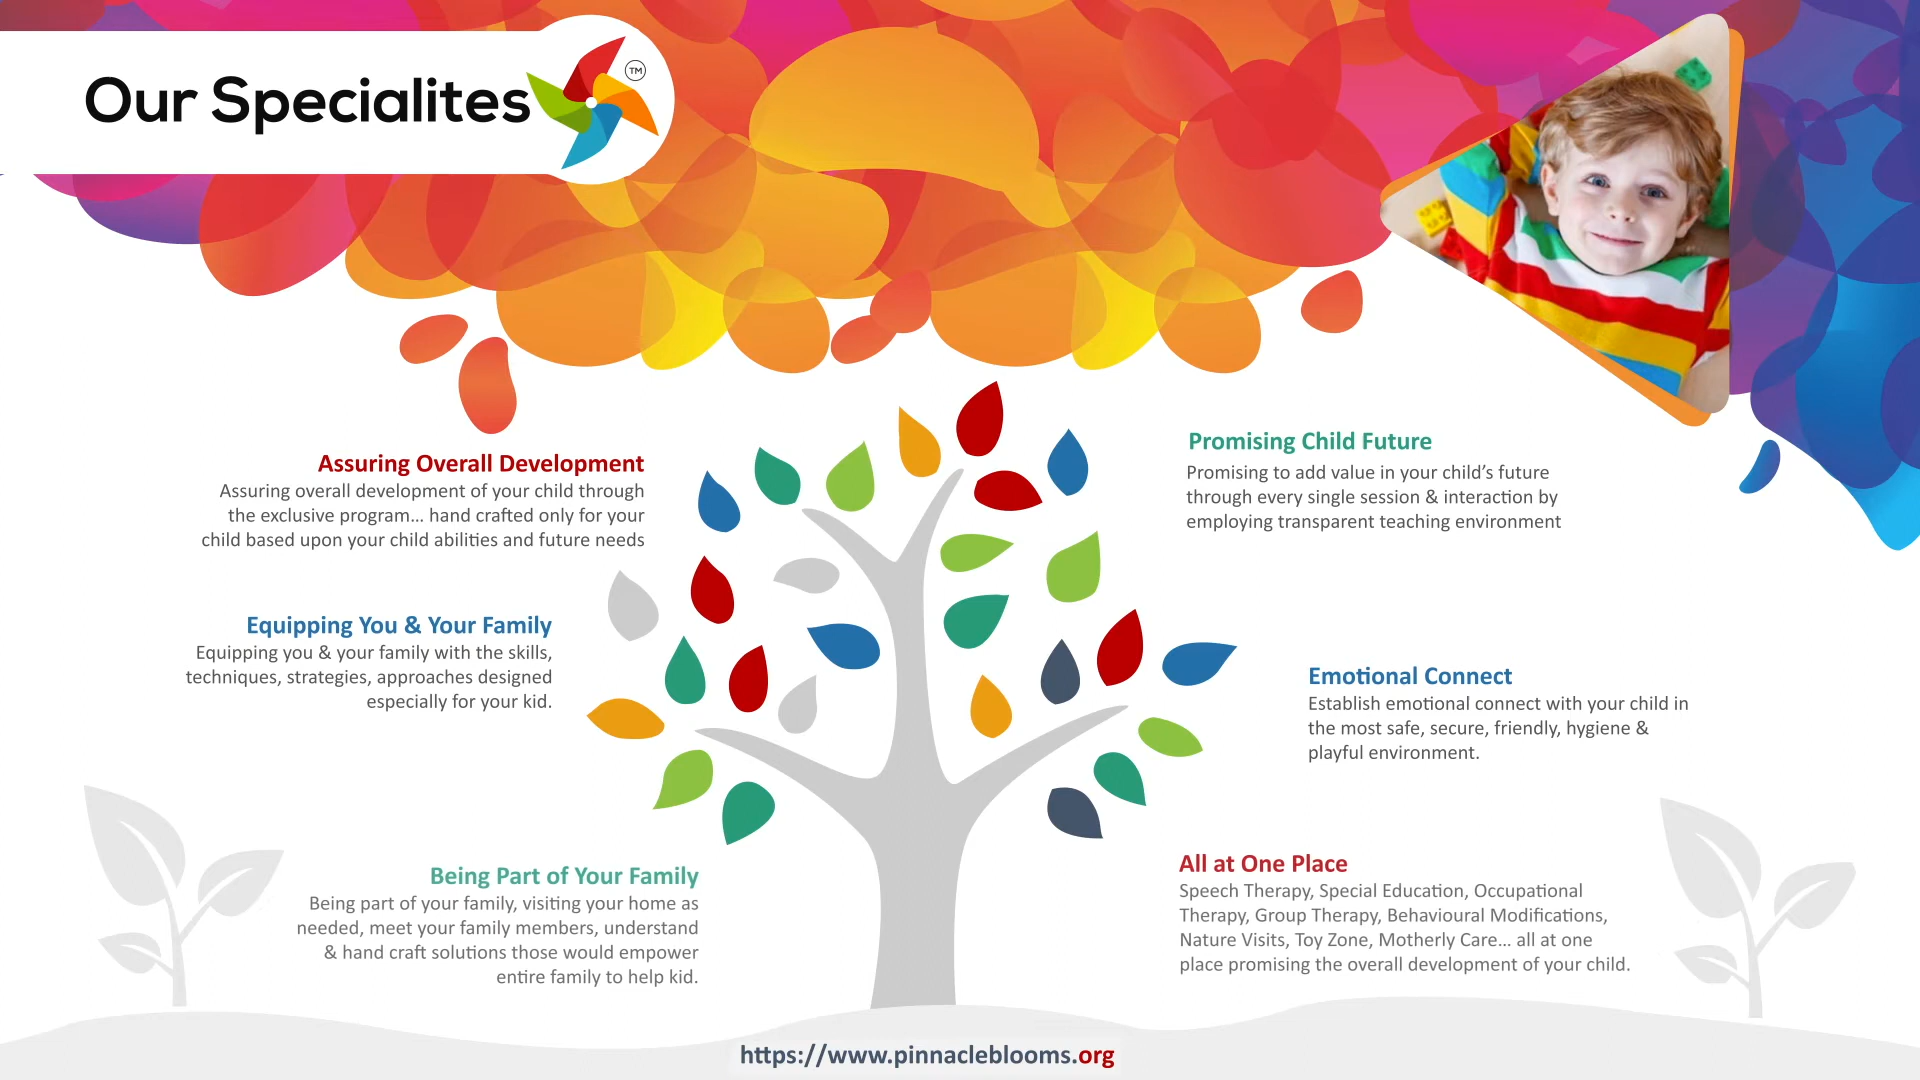 Our Specialites
TM
Assuring Overall Development
Assuring overall development of your child through
the exclusive program... hand crafted only for your
child based upon your child abilities and future needs
Equipping You & Your Family
Equipping you & your family with the skills,
techniques, strategies, approaches designed
especially for your kid.
Being Part of Your Family
Being part of your family, visiting your home as
needed, meet your family members, understand
& hand craft solutions those would empower
entire family to help kid.
Promising Child Future
Promising to add value in your child’s future
through every single session & interaction by
employing transparent teaching environment
Emotional Connect
Establish emotional connect with your child in
the most safe, secure, friendly, hygiene &
playful environment.
All at One Place
Speech Therapy, Special Education, Occupational
Therapy, Group Therapy, Behavioural Modifications,
Nature Visits, Toy Zone, Motherly Care... all at one
place promising the overall development of your child.
https://www.pinnacleblooms.org